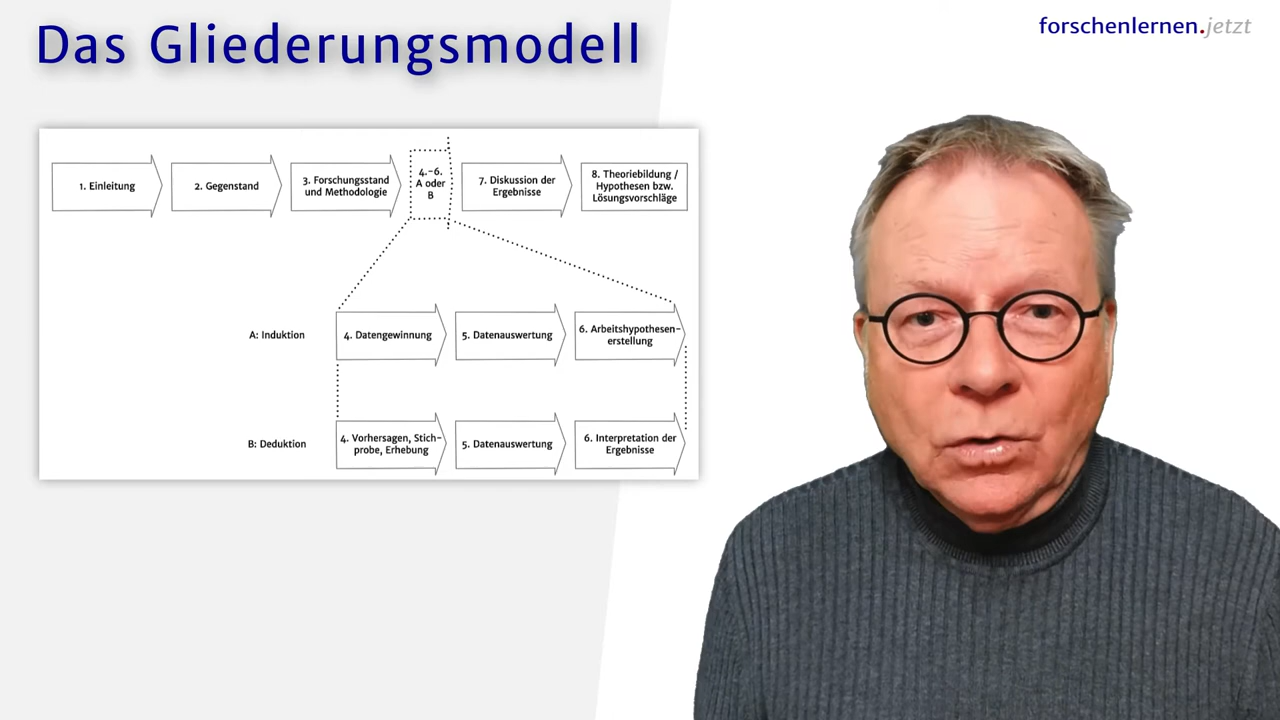 Das Gliederungsmodell
forschenlernen.jetzt
1. Einleitung
2. Gegenstand
3. Forschungsstand
und Methodologie
4.-6.
A oder
B
7. Diskussion der
Ergebnisse
8. Theoriebildung /
Hypothesen bzw.
Lösungsvorschläge
A: Induktion
4. Datengewinnung
5. Datenauswertung
6. Arbeitshypothesen-
erstellung
B: Deduktion
4. Vorhersagen, Stich-
probe, Erhebung
5. Datenauswertung
6. Interpretation der
Ergebnisse